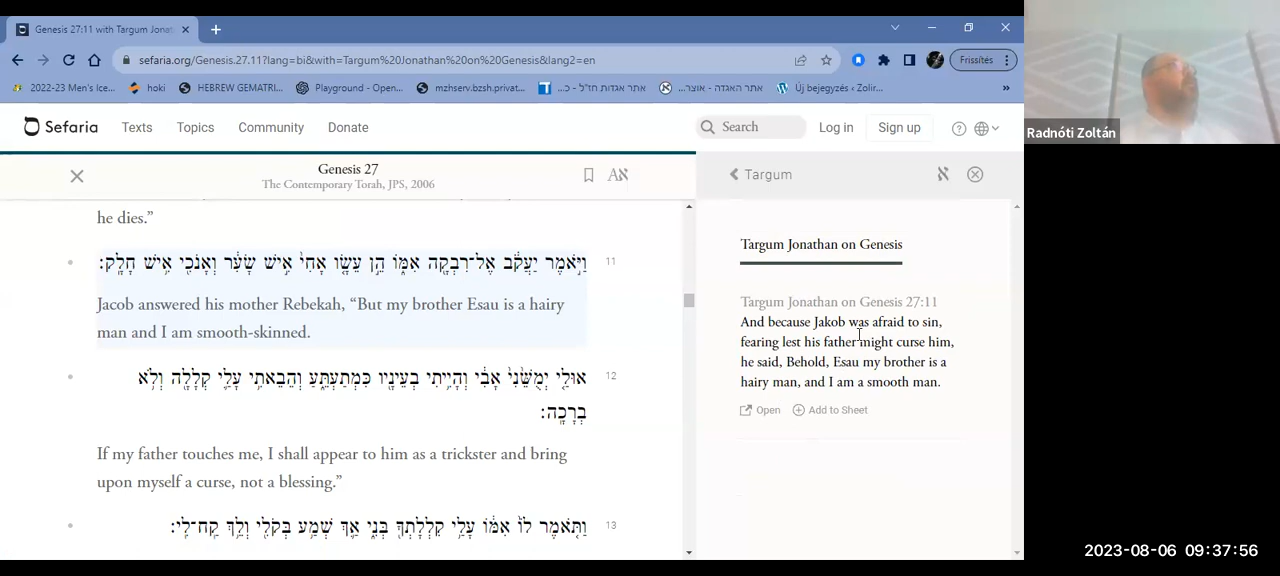 Genesis 27:11 with Targum Jonat
sefaria.org/Genesis.27.11?lang=bi&with=Targum%20Jonathan%20on%20Genesis&lang2=en
Frissítés
2022-23 Men's Ice...
hoki
HEBREW GEMATRI...
Playground - Open...
mzhserv.bzsh.privat...
אתר אגדות חז"ל - כ...
אתר האגדה - אוצר...
Új bejegyzés ‹ Zolir...
»
Sefaria
Texts
Topics
Community
Donate
Search
Log in
Sign up
Genesis 27
The Contemporary Torah, JPS, 2006
Aא
he dies.”
וַיֹּ֣אמֶר יַעֲקֹ֔ב אֶל־רִבְקָ֖ה אִמּ֑וֹ הֵ֣ן עֵשָׂ֤ו אָחִי֙ אִ֣ישׁ שָׂעִ֔ר וְאָנֹכִ֖י אִ֥ישׁ חָלָֽק׃
11
Jacob answered his mother Rebekah, “But my brother Esau is a hairy
man and I am smooth-skinned.
אוּלַ֤י יְמֻשֵּׁ֙נִי֙ אָבִ֔י וְהָיִ֥יתִי בְעֵינָ֖יו כִּמְתַעְתֵּ֑עַ וְהֵבֵאתִ֥י עָלַ֛י קְלָלָ֖ה וְלֹ֥א
בְרָכָֽה׃
12
If my father touches me, I shall appear to him as a trickster and bring
upon myself a curse, not a blessing.”
וַתֹּ֤אמֶר לוֹ֙ אִמּ֔וֹ עָלַ֥י קִלְלָתְךָ֖ בְּנִ֑י אַ֛ךְ שְׁמַ֥ע בְּקֹלִ֖י וְלֵ֥ךְ קַֽח־לִֽי׃
13
Targum
א
Targum Jonathan on Genesis
Targum Jonathan on Genesis 27:11
And because Jakob was afraid to sin,
fearing lest his father might curse him,
he said, Behold, Esau my brother is a
hairy man, and I am a smooth man.
Open
Add to Sheet
Radnóti Zoltán
2023-08-06 09:37:56